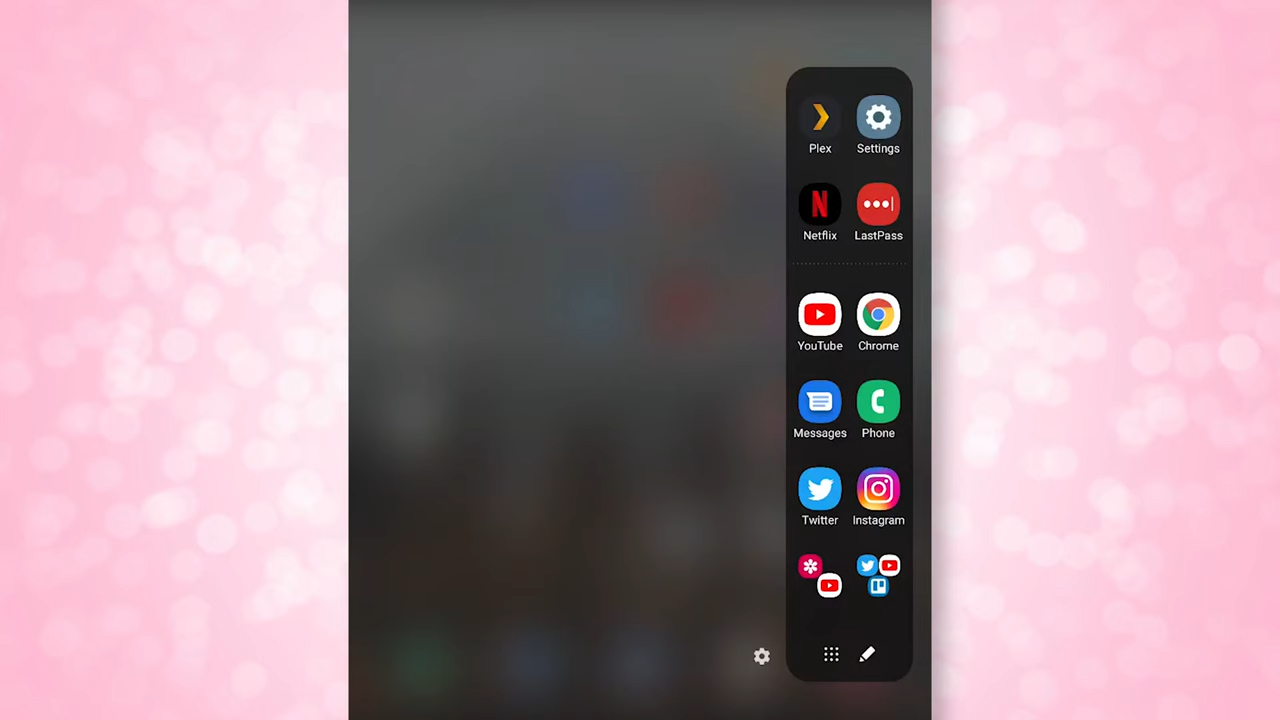 Plex Settings
Netflix LastPass
YouTube Chrome
Messages Phone
Twitter Instagram